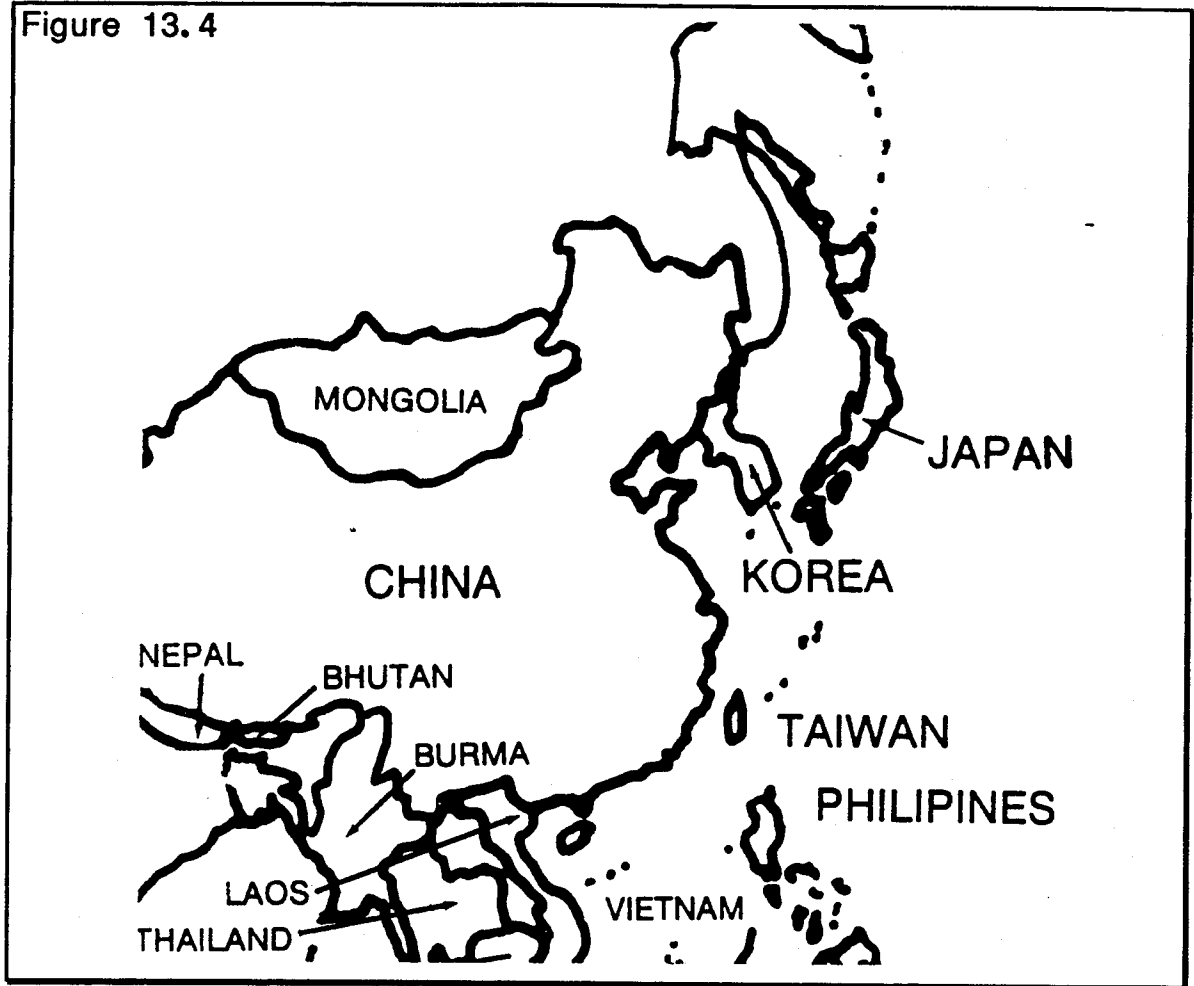 Figure 13.4
MONGOLIA
JAPAN
CHINA
KOREA
NEPAL
BHUTAN
TAIWAN
BURMA
PHILIPINES
LAOS
VIETNAM
THAILAND